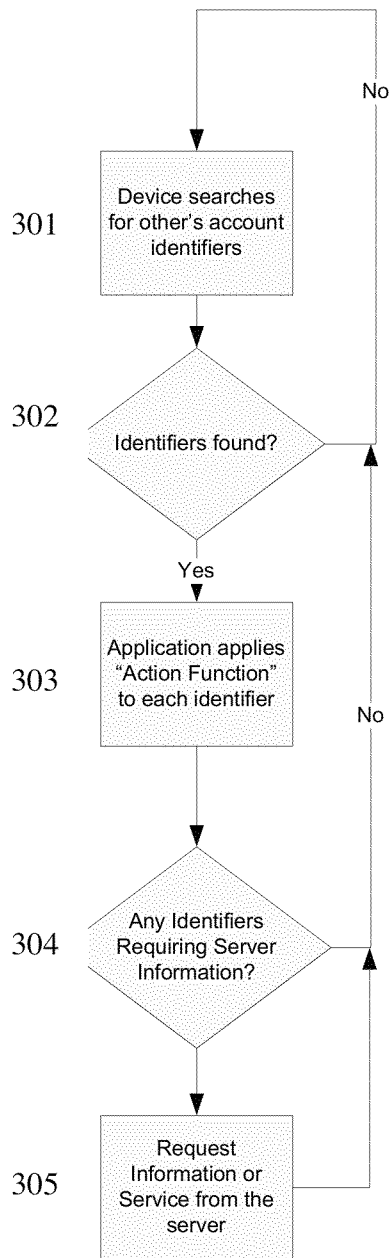 No
301
Device searches
for other's account
identifiers
302
Identifiers found?
Yes
303
Application applies
“Action Function”
to each identifier
No
304
Any Identifiers
Requiring Server
Information?
305
Request
Information or
Service from the
server